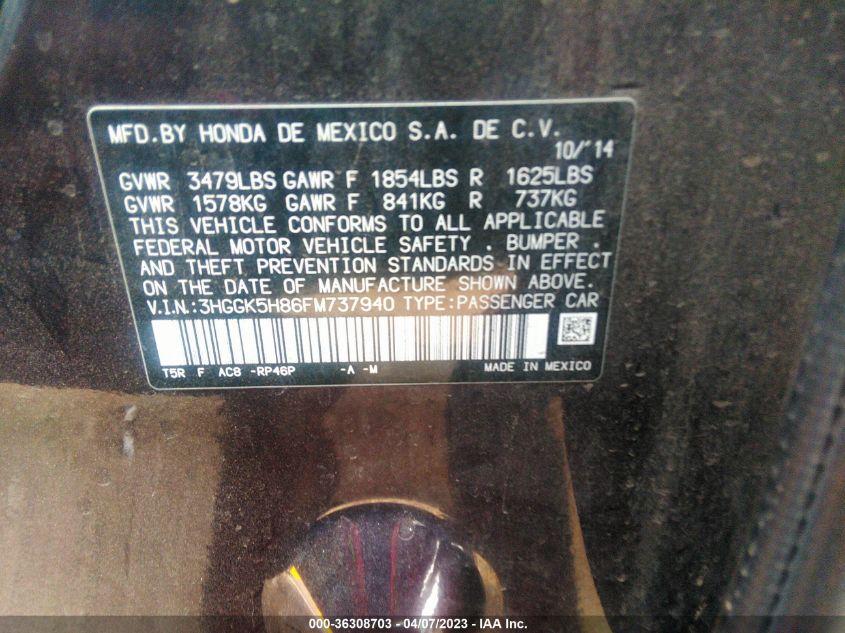 MFD.BY HONDA DE MEXICO S.A. DE C.V.
10/'14
GVWR 3479LBS GAWR F 1854LBS R 1625LBS
GVWR 1578KG GAWR F 841KG R 737KG
THIS VEHICLE CONFORMS TO ALL APPLICABLE
FEDERAL MOTOR VEHICLE SAFETY . BUMPER .
AND THEFT PREVENTION STANDARDS IN EFFECT
ON THE DATE OF MANUFACTURE SHOWN ABOVE.
V.I.N.:3HGGK5H86FM737940 TYPE:PASSENGER CAR
T5R F AC8 -RP46P -A -M MADE IN MEXICO
000-36308703 - 04/07/2023 - IAA Inc.